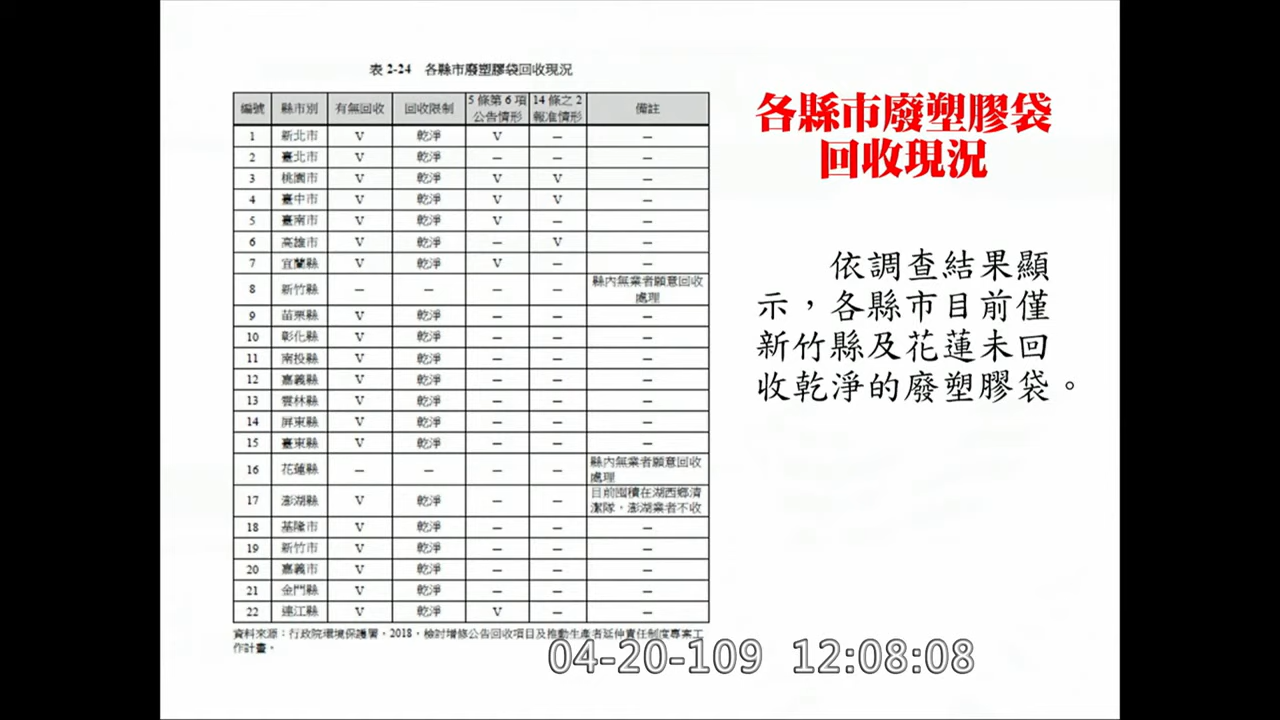 表 2-24 各縣市廢塑膠袋回收現況
編號 縣市別 有無回收 回收限制 5 條第 6 項公告情形 14 條之 2 報准情形 備註
1 新北市 V 乾淨 V — —
2 臺北市 V 乾淨 — — —
3 桃園市 V 乾淨 V V —
4 臺中市 V 乾淨 V V —
5 臺南市 V 乾淨 V — —
6 高雄市 V 乾淨 — V —
7 宜蘭縣 V 乾淨 V — —
8 新竹縣 — — — — 縣內無業者願意回收處理
9 苗栗縣 V 乾淨 — — —
10 彰化縣 V 乾淨 — — —
11 南投縣 V 乾淨 — — —
12 嘉義縣 V 乾淨 — — —
13 雲林縣 V 乾淨 — — —
14 屏東縣 V 乾淨 — — —
15 臺東縣 V 乾淨 — — —
16 花蓮縣 — — — — 縣內無業者願意回收處理
17 澎湖縣 V 乾淨 — — 目前囤積在湖西鄉清潔隊，澎湖業者不收
18 基隆市 V 乾淨 — — —
19 新竹市 V 乾淨 — — —
20 嘉義市 V 乾淨 — — —
21 金門縣 V 乾淨 — — —
22 連江縣 V 乾淨 V — —
資料來源：行政院環境保護署，2018，檢討增修公告回收項目及推動生產者延伸責任制度專案工
作計畫。
各縣市廢塑膠袋
回收現況
依調查結果顯
示，各縣市目前僅
新竹縣及花蓮未回
收乾淨的廢塑膠袋。
04-20-109 12:08:08